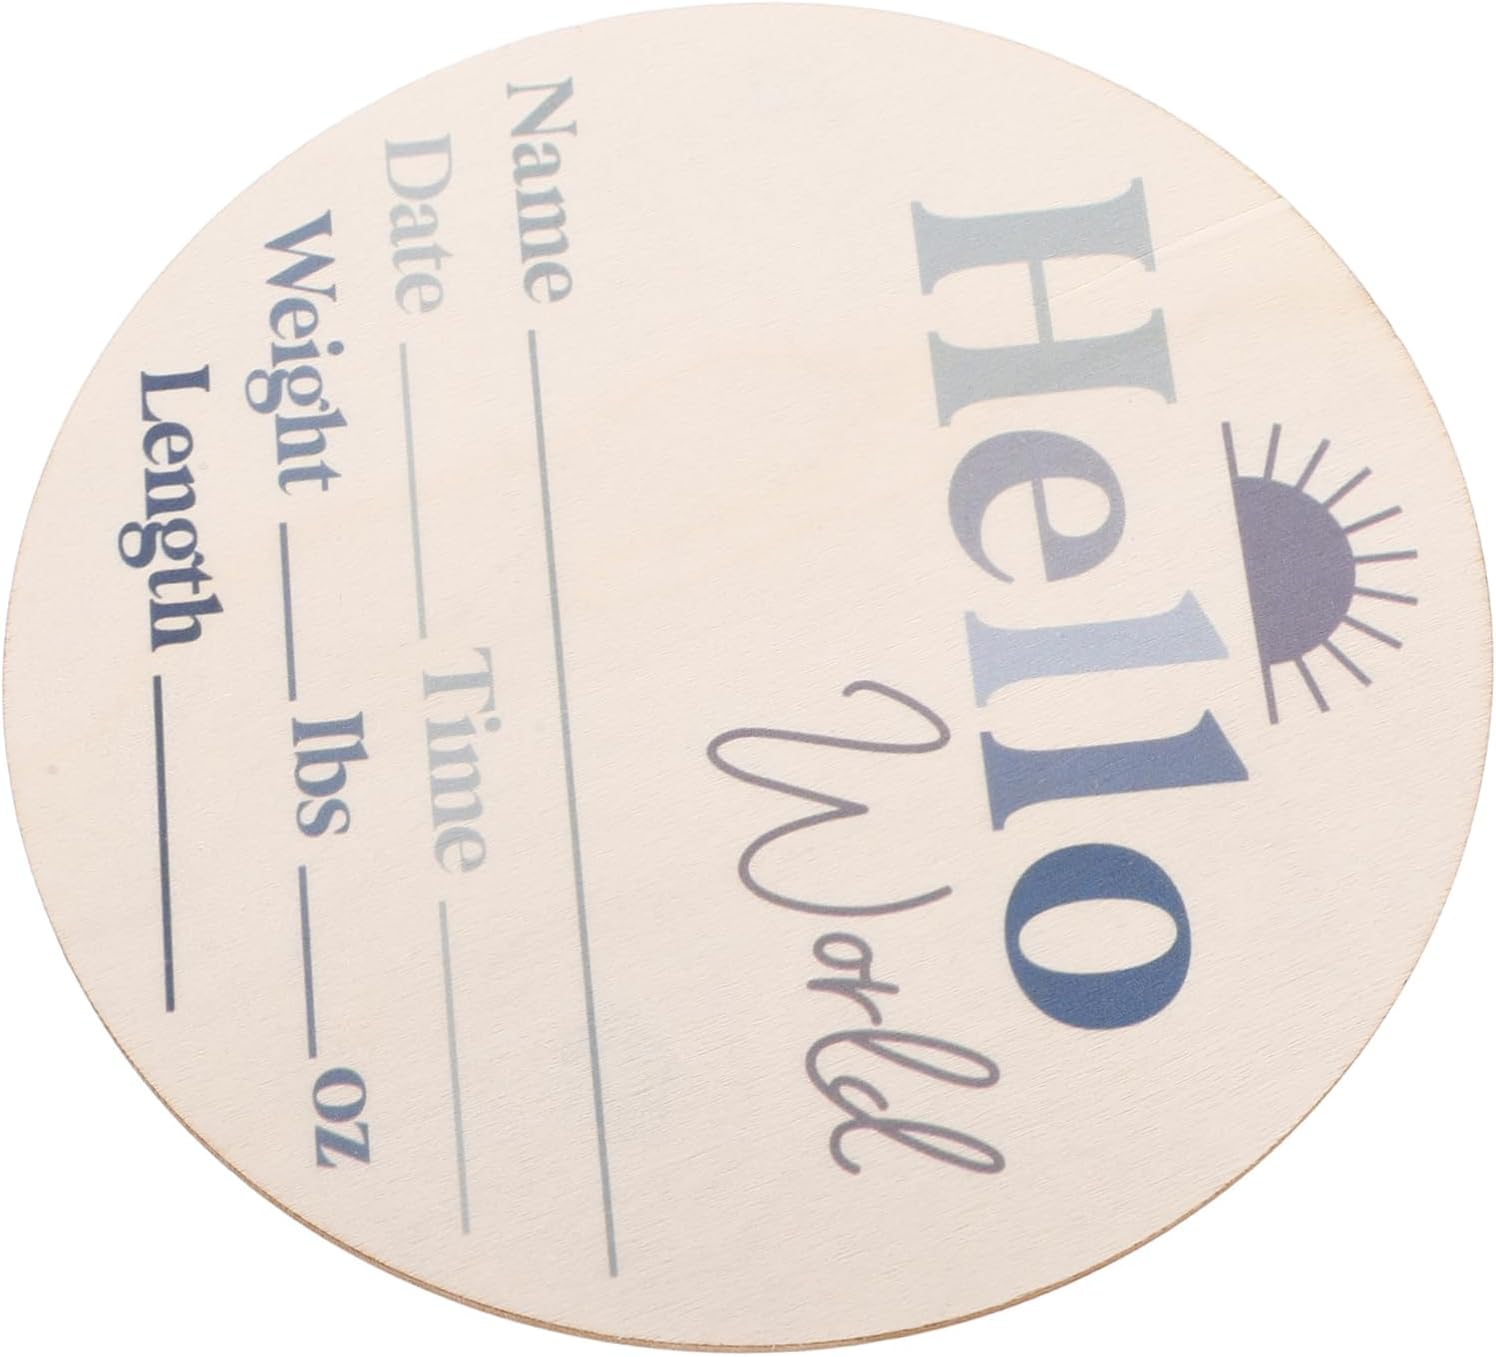 Hello
World
Name
Date Time
Weight lbs oz
Length